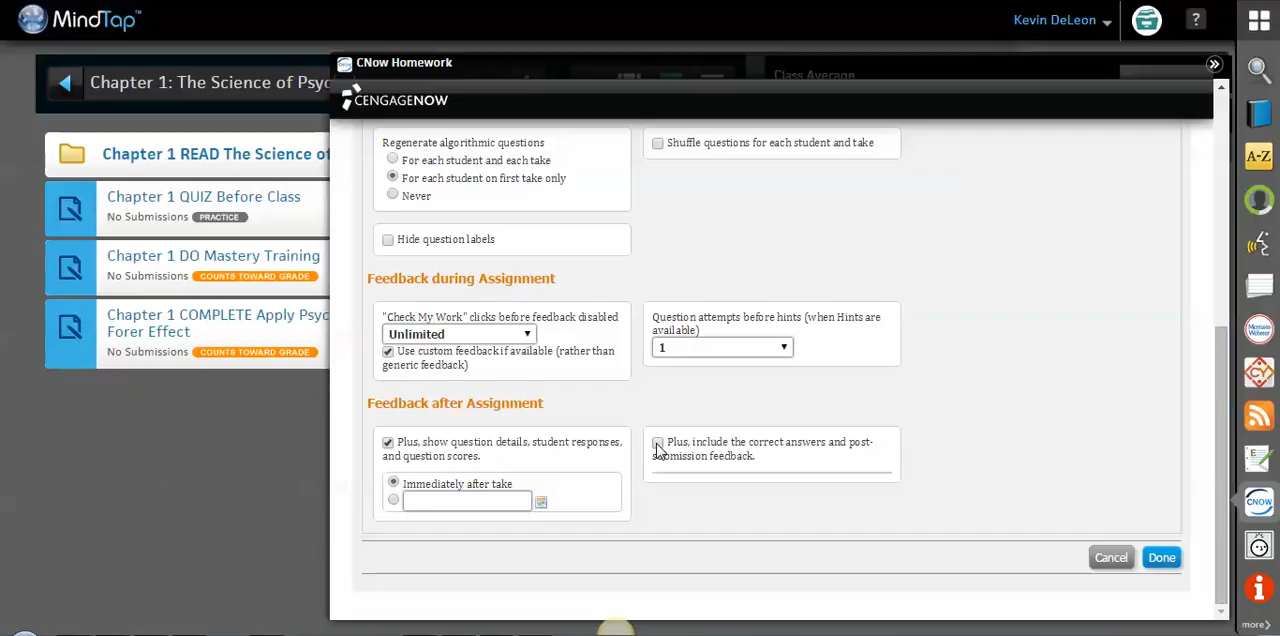 MindTap
Kevin DeLeon
?
CNow Homework
Class Average
Chapter 1: The Science of Psyc
CENGAGENOW
Chapter 1 READ The Science of
Chapter 1 QUIZ Before Class
No Submissions PRACTICE
Chapter 1 DO Mastery Training
No Submissions COUNTS TOWARD GRADE
Chapter 1 COMPLETE Apply Psyc
Forer Effect
No Submissions COUNTS TOWARD GRADE
Regenerate algorithmic questions
For each student and each take
For each student on first take only
Never
Shuffle questions for each student and take
Hide question labels
Feedback during Assignment
"Check My Work" clicks before feedback disabled
Unlimited
Use custom feedback if available (rather than
generic feedback)
Question attempts before hints (when Hints are
available)
1
Feedback after Assignment
Plus, show question details, student responses,
and question scores.
Immediately after take
Plus, include the correct answers and post-
submission feedback.
Cancel
Done
A-Z
Merriam-
Webster
CY
E
CNOW
i
more